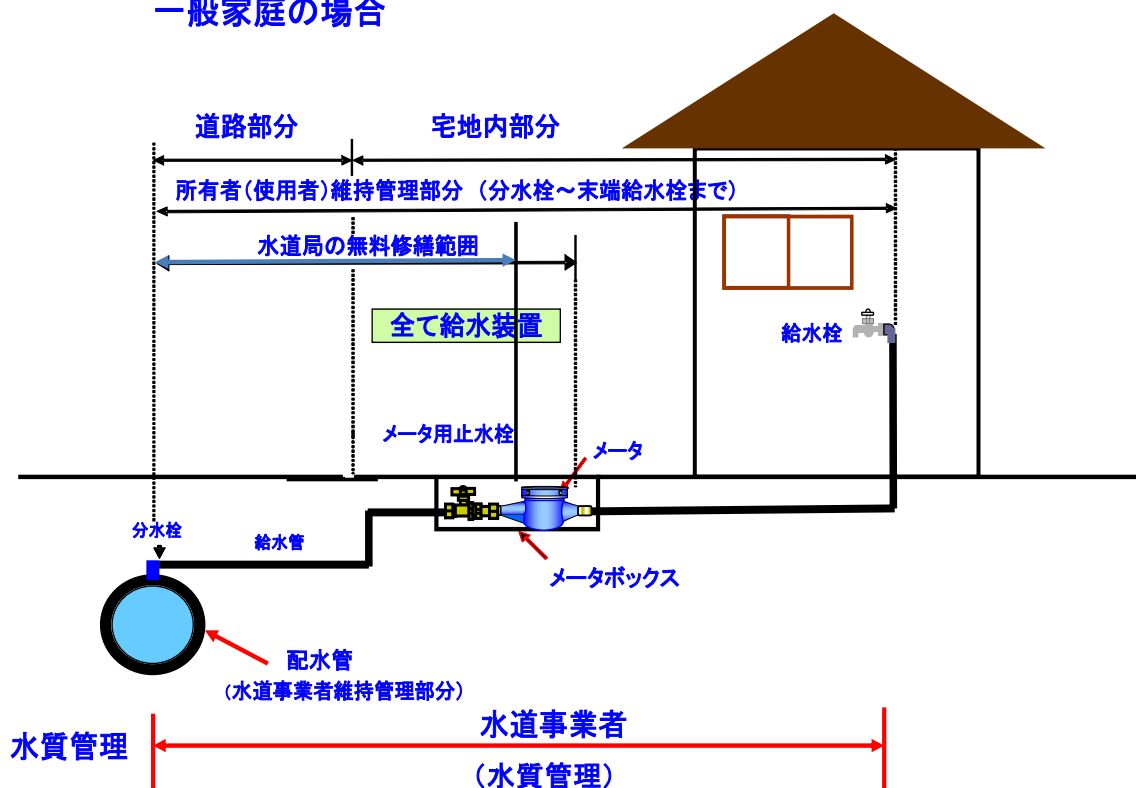 一般家庭の場合
道路部分
宅地内部分
所有者(使用者)維持管理部分 (分水栓～末端給水栓まで)
水道局の無料修繕範囲
全て給水装置
給水栓
メータ用止水栓
メータ
分水栓
給水管
メータボックス
配水管
(水道事業者維持管理部分)
水道事業者
水質管理
(水質管理)